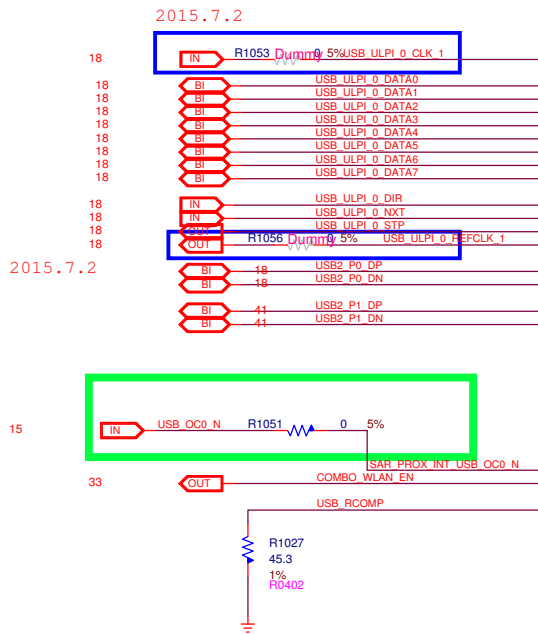 2015.7.2
18 IN R1053 Dummy 0 5% USB_ULPI_0_CLK_1
18 BI USB_ULPI_0_DATA0
18 BI USB_ULPI_0_DATA1
18 BI USB_ULPI_0_DATA2
18 BI USB_ULPI_0_DATA3
18 BI USB_ULPI_0_DATA4
18 BI USB_ULPI_0_DATA5
18 BI USB_ULPI_0_DATA6
18 BI USB_ULPI_0_DATA7
18 IN USB_ULPI_0_DIR
18 IN USB_ULPI_0_NXT
18 OUT USB_ULPI_0_STP
18 OUT R1056 Dummy 0 5% USB_ULPI_0_REFCLK_1
2015.7.2
BI 18 USB2_P0_DP
BI 18 USB2_P0_DN
BI 41 USB2_P1_DP
BI 41 USB2_P1_DN
15 IN USB_OC0_N R1051 0 5%
SAR_PROX_INT_USB_OC0_N
33 OUT COMBO_WLAN_EN
USB_RCOMP
R1027
45.3
1%
R0402